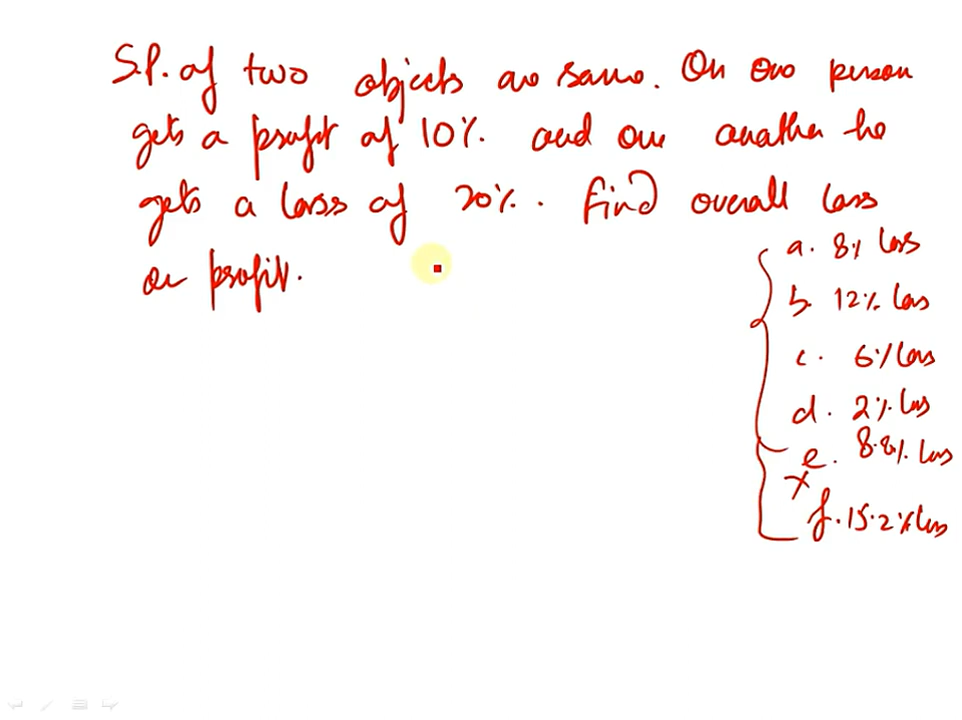 S.P. of two objects are same. On one person
gets a profit of 10% and on another he
gets a loss of 20%. Find overall loss
or profit.
a. 8% Loss
b. 12% Loss
c. 6% Loss
d. 2% Loss
e. 8.8% Loss
f. 15.2% Loss